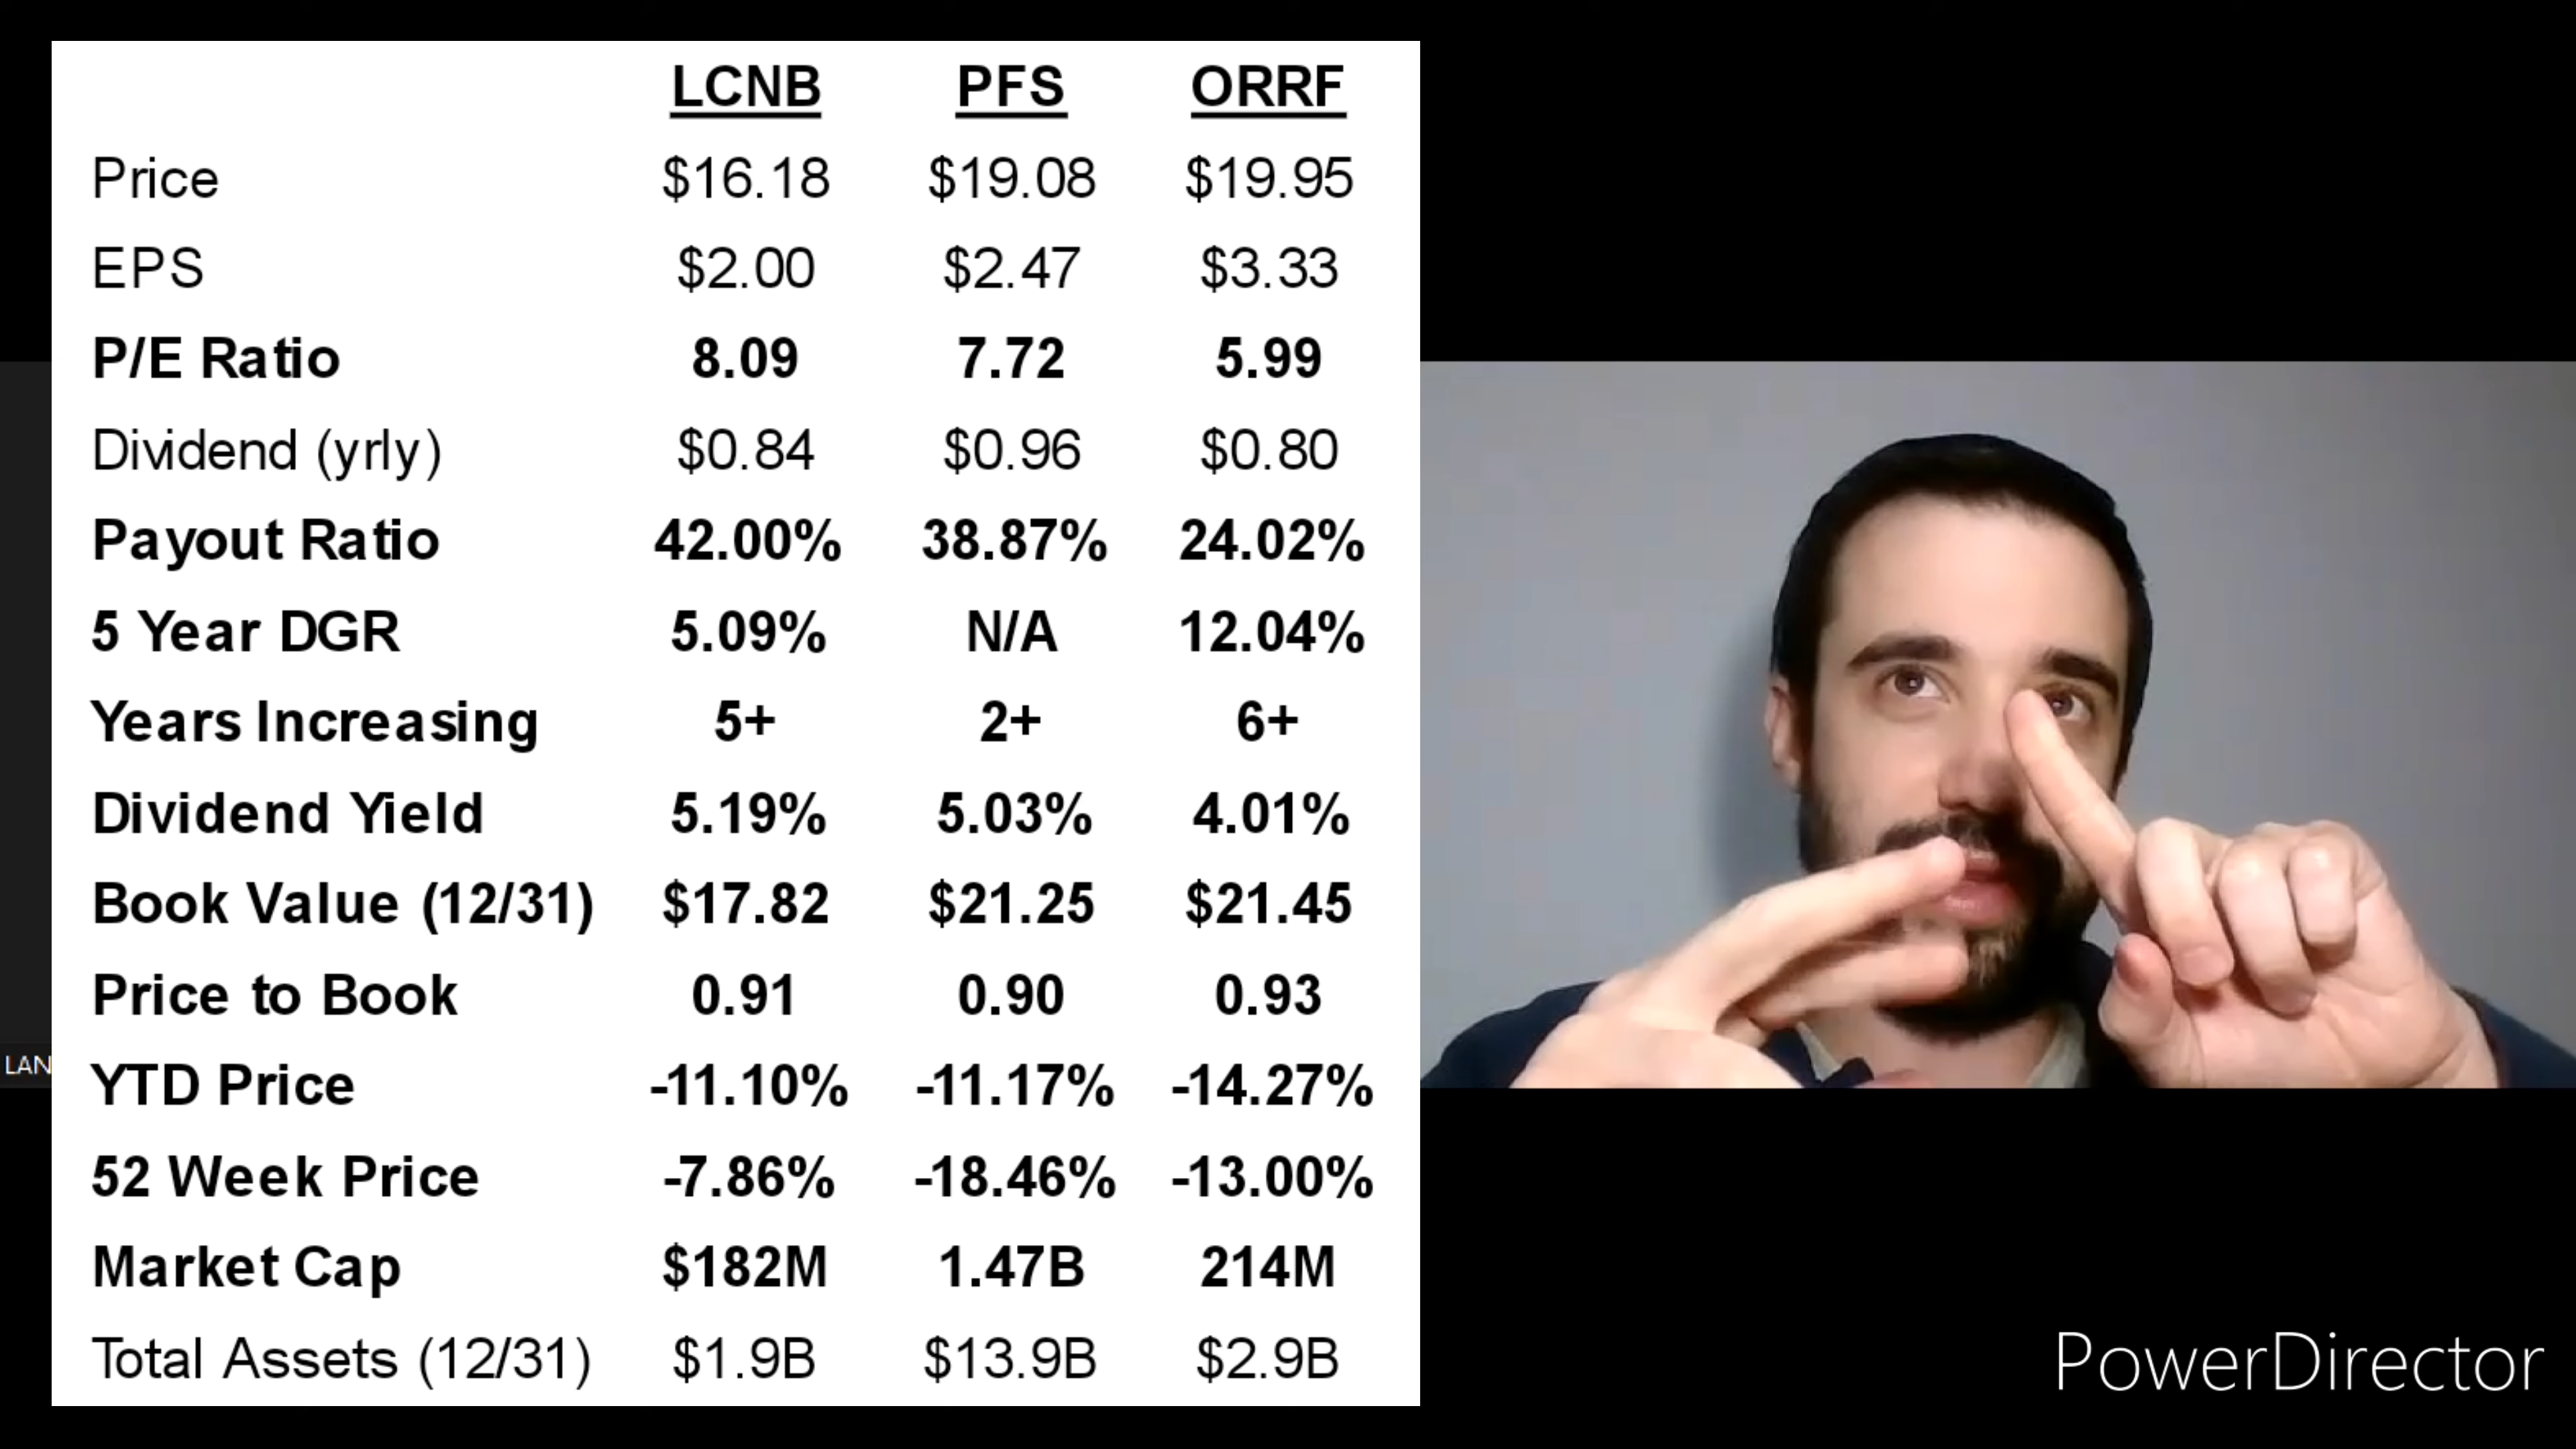 LCNB PFS ORRF
Price $16.18 $19.08 $19.95
EPS $2.00 $2.47 $3.33
P/E Ratio 8.09 7.72 5.99
Dividend (yrly) $0.84 $0.96 $0.80
Payout Ratio 42.00% 38.87% 24.02%
5 Year DGR 5.09% N/A 12.04%
Years Increasing 5+ 2+ 6+
Dividend Yield 5.19% 5.03% 4.01%
Book Value (12/31) $17.82 $21.25 $21.45
Price to Book 0.91 0.90 0.93
YTD Price -11.10% -11.17% -14.27%
52 Week Price -7.86% -18.46% -13.00%
Market Cap $182M 1.47B 214M
Total Assets (12/31) $1.9B $13.9B $2.9B
LAN
PowerDirector